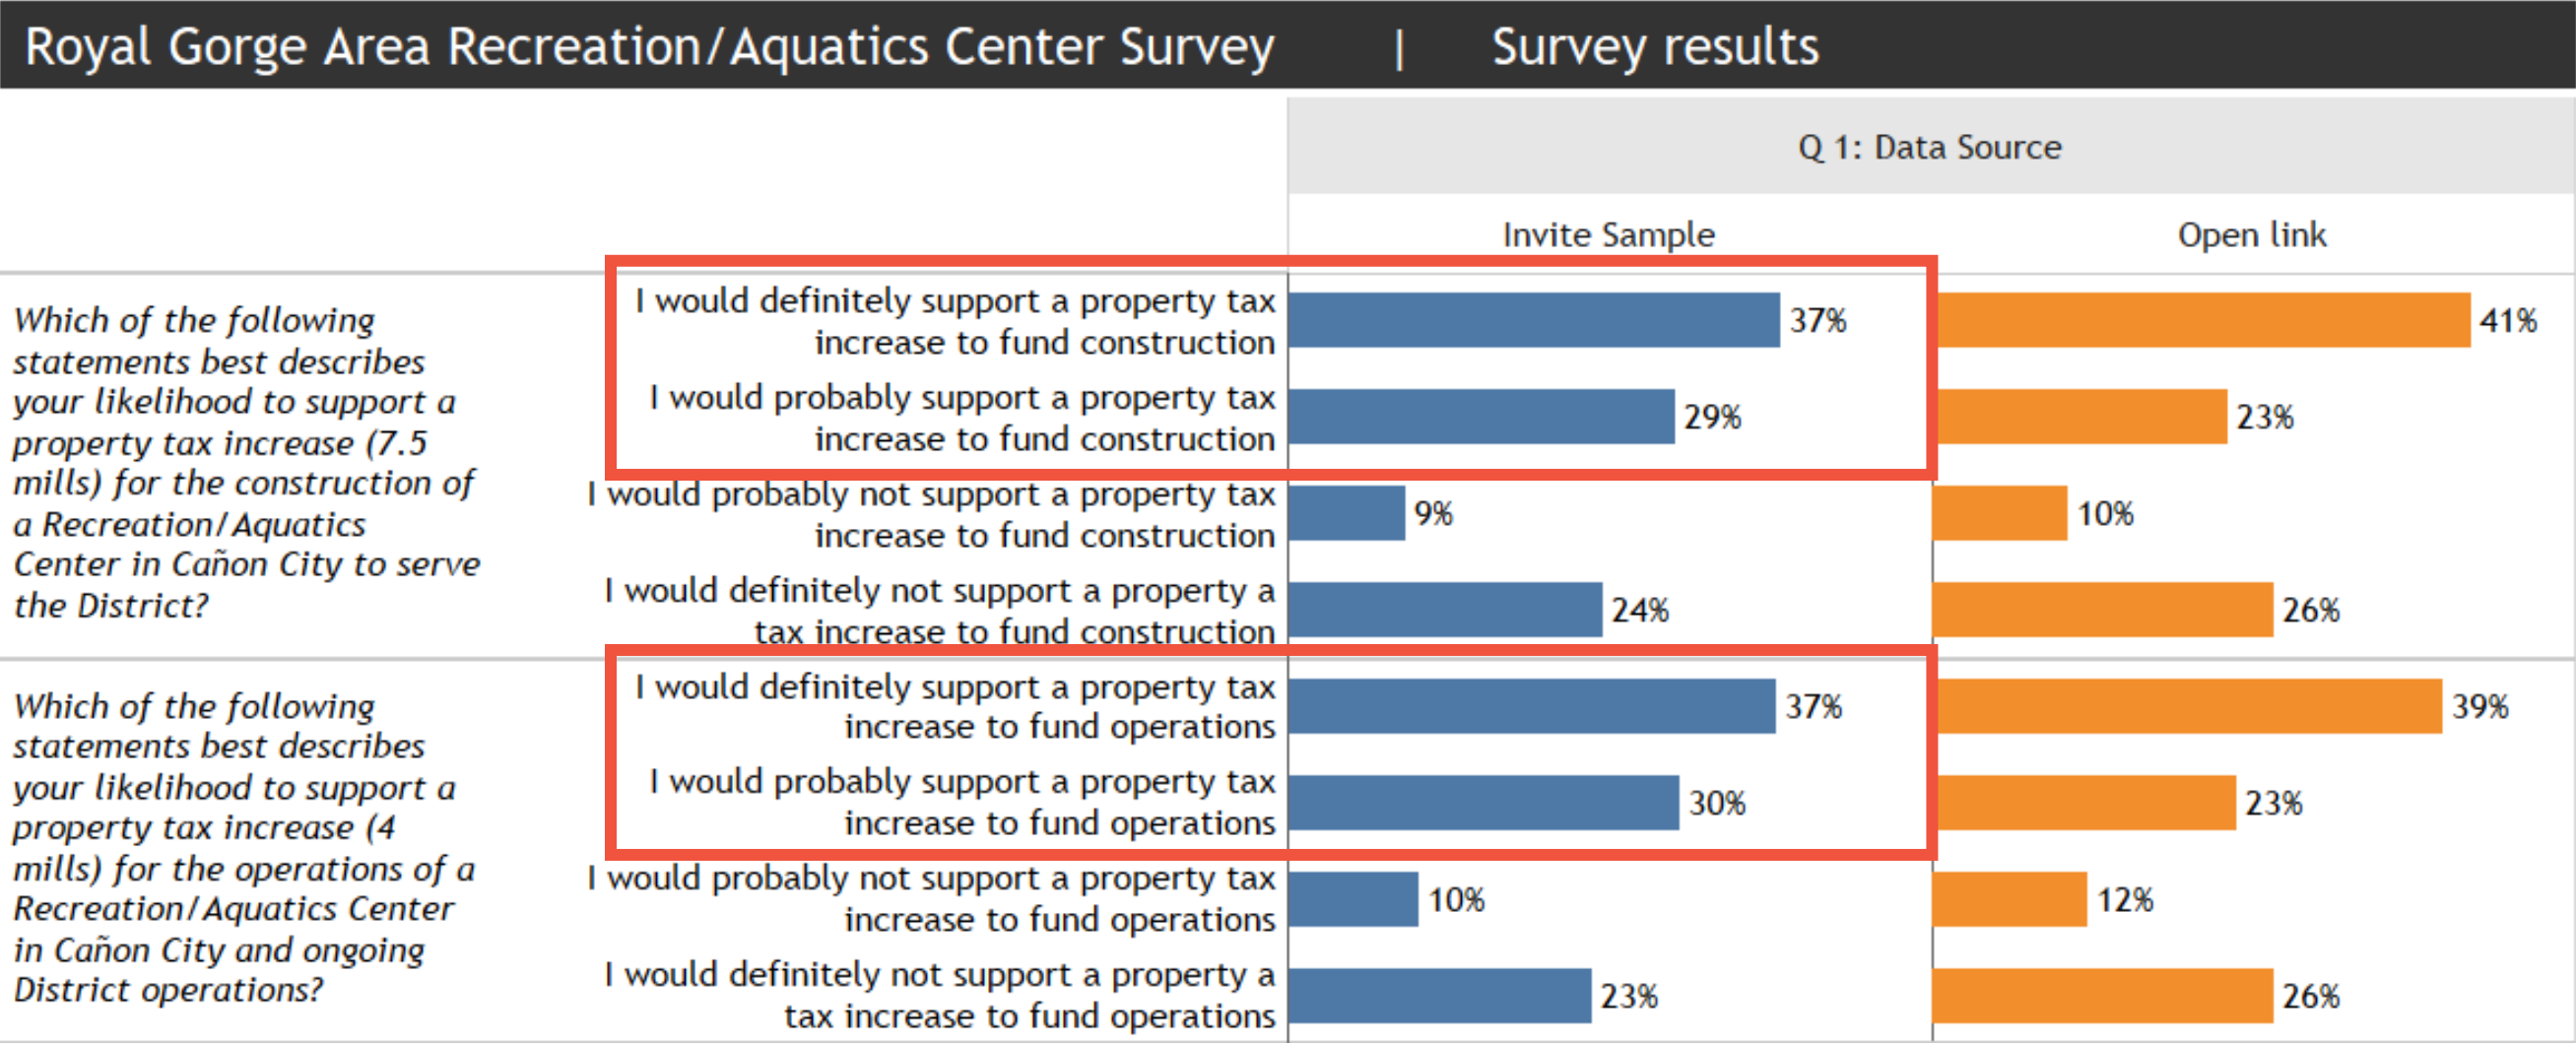 Royal Gorge Area Recreation/Aquatics Center Survey | Survey results
Q 1: Data Source
Invite Sample
Open link
Which of the following
statements best describes
your likelihood to support a
property tax increase (7.5
mills) for the construction of
a Recreation/Aquatics
Center in Cañon City to serve
the District?
I would definitely support a property tax
increase to fund construction
37%
41%
I would probably support a property tax
increase to fund construction
29%
23%
I would probably not support a property tax
increase to fund construction
9%
10%
I would definitely not support a property a
tax increase to fund construction
24%
26%
Which of the following
statements best describes
your likelihood to support a
property tax increase (4
mills) for the operations of a
Recreation/Aquatics Center
in Cañon City and ongoing
District operations?
I would definitely support a property tax
increase to fund operations
37%
39%
I would probably support a property tax
increase to fund operations
30%
23%
I would probably not support a property tax
increase to fund operations
10%
12%
I would definitely not support a property a
tax increase to fund operations
23%
26%